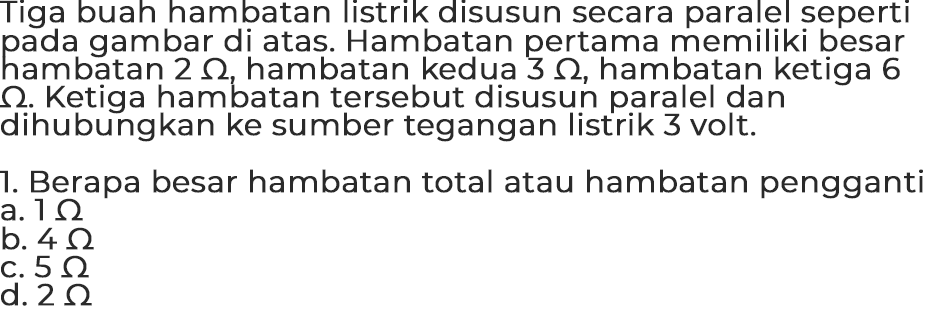 Tiga buah hambatan listrik disusun secara paralel seperti
pada gambar di atas. Hambatan pertama memiliki besar
hambatan 2 Ω, hambatan kedua 3 Ω, hambatan ketiga 6
Ω. Ketiga hambatan tersebut disusun paralel dan
dihubungkan ke sumber tegangan listrik 3 volt.
1. Berapa besar hambatan total atau hambatan pengganti
a. 1 Ω
b. 4 Ω
c. 5 Ω
d. 2 Ω